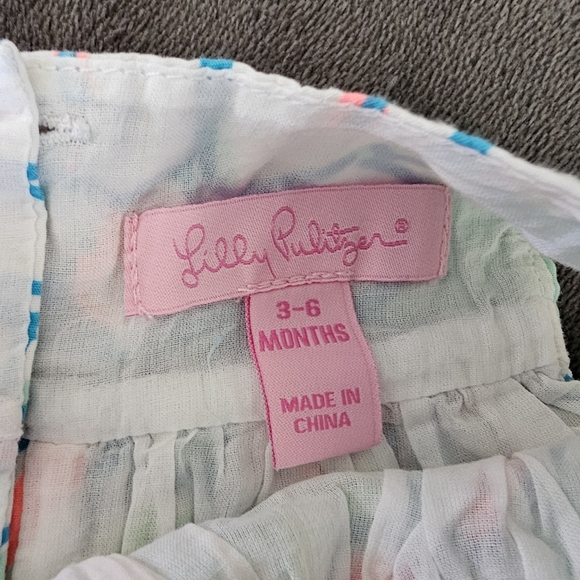 Lilly Pulitzer®
3-6
MONTHS
MADE IN
CHINA